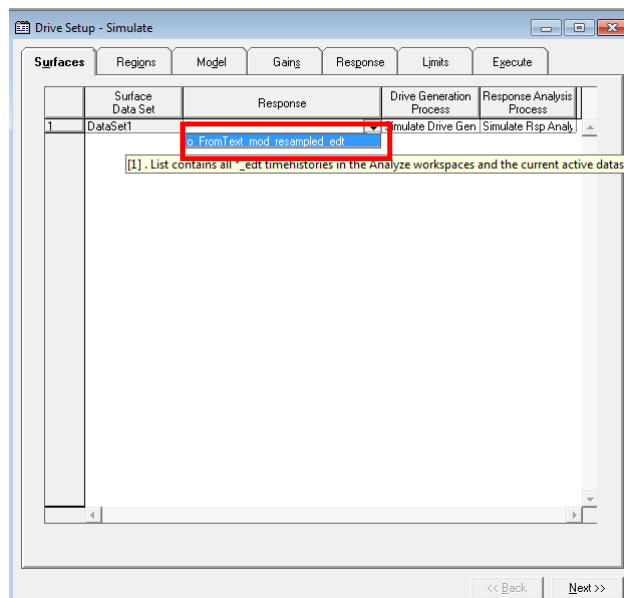 Drive Setup - Simulate
Surfaces Regions Model Gains Response Limits Execute
Surface Data Set Response Drive Generation Process Response Analysis Process
1 DataSet1 Simulate Drive Gen Simulate Rsp Analy
o_FromText_mod_resampled_edt
[1] . List contains all *_edt timehistories in the Analyze workspaces and the current active datas
<< Back Next >>